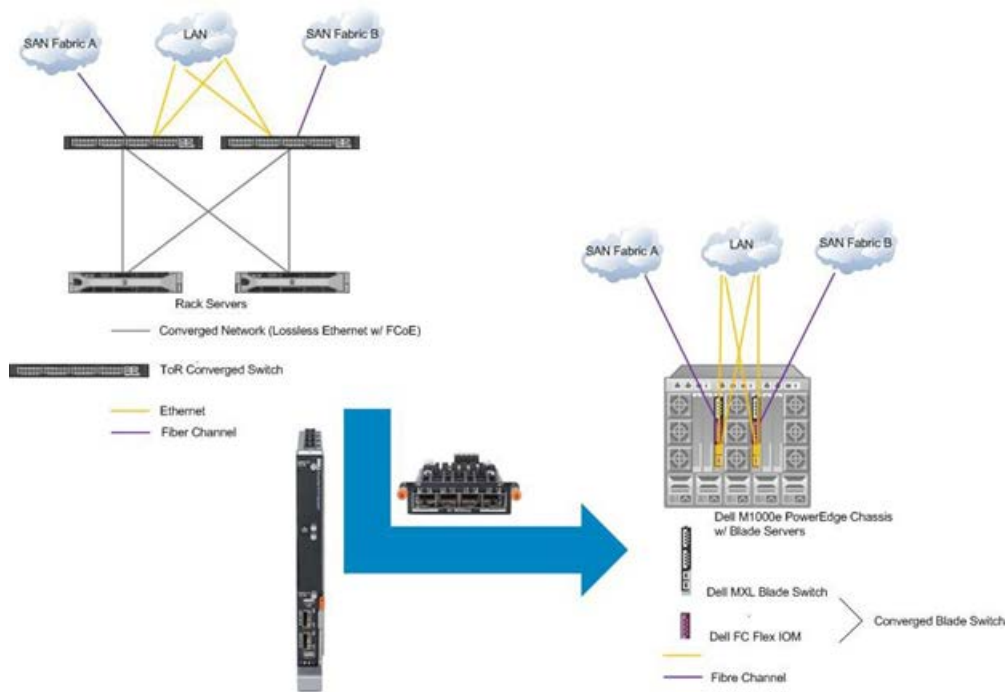 SAN Fabric A
LAN
SAN Fabric B
Rack Servers
Converged Network (Lossless Ethernet w/ FCoE)
ToR Converged Switch
Ethernet
Fiber Channel
SAN Fabric A
LAN
SAN Fabric B
Dell M1000e PowerEdge Chassis
w/ Blade Servers
Dell MXL Blade Switch
Converged Blade Switch
Dell FC Flex IOM
Fibre Channel